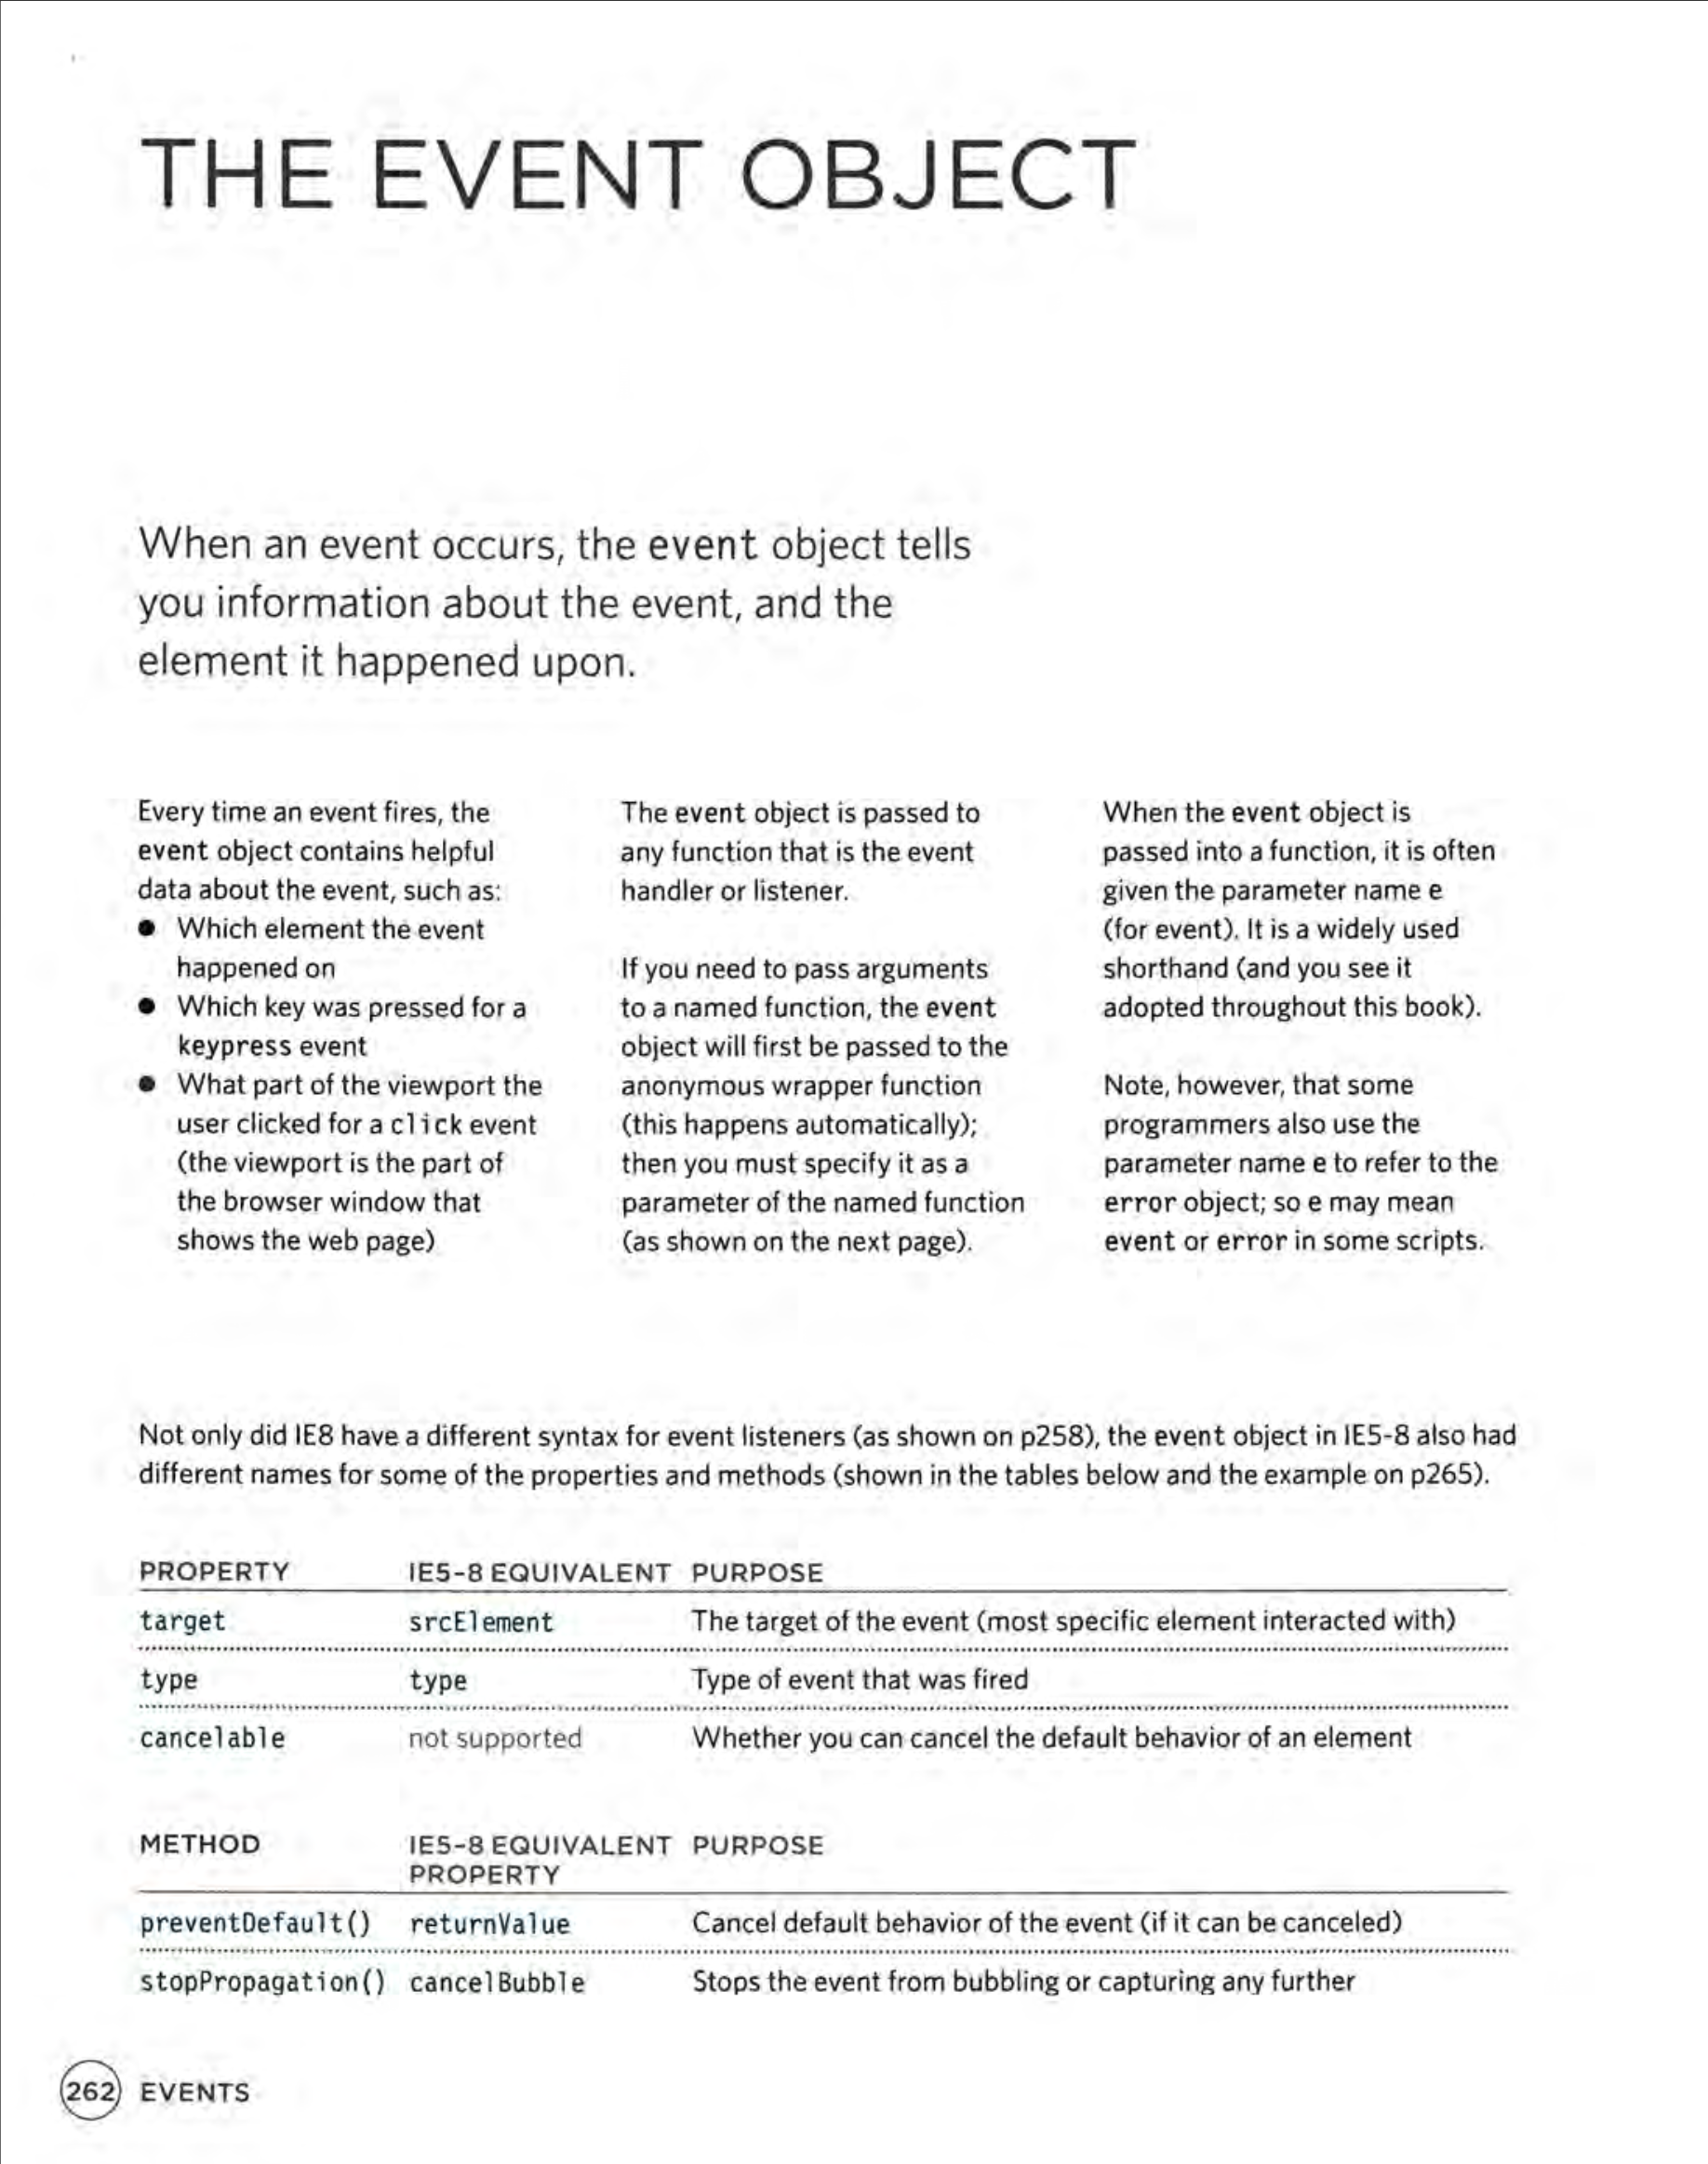 THE EVENT OBJECT
When an event occurs, the event object tells
you information about the event, and the
element it happened upon.
Every time an event fires, the
event object contains helpful
data about the event, such as:
● Which element the event
happened on
● Which key was pressed for a
keypress event
● What part of the viewport the
user clicked for a click event
(the viewport is the part of
the browser window that
shows the web page)
The event object is passed to
any function that is the event
handler or listener.
If you need to pass arguments
to a named function, the event
object will first be passed to the
anonymous wrapper function
(this happens automatically);
then you must specify it as a
parameter of the named function
(as shown on the next page).
When the event object is
passed into a function, it is often
given the parameter name e
(for event). It is a widely used
shorthand (and you see it
adopted throughout this book).
Note, however, that some
programmers also use the
parameter name e to refer to the
error object; so e may mean
event or error in some scripts.
Not only did IE8 have a different syntax for event listeners (as shown on p258), the event object in IE5-8 also had
different names for some of the properties and methods (shown in the tables below and the example on p265).
PROPERTY IE5-8 EQUIVALENT PURPOSE
target srcElement The target of the event (most specific element interacted with)
type type Type of event that was fired
cancelable not supported Whether you can cancel the default behavior of an element
METHOD IE5-8 EQUIVALENT PURPOSE
PROPERTY
preventDefault() returnValue Cancel default behavior of the event (if it can be canceled)
stopPropagation() cancelBubble Stops the event from bubbling or capturing any further
262 EVENTS